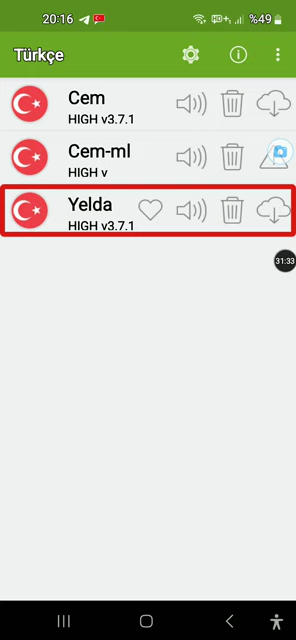 20:16 %49
Türkçe
Cem
HIGH v3.7.1
Cem-ml
HIGH v
Yelda
HIGH v3.7.1
31:33